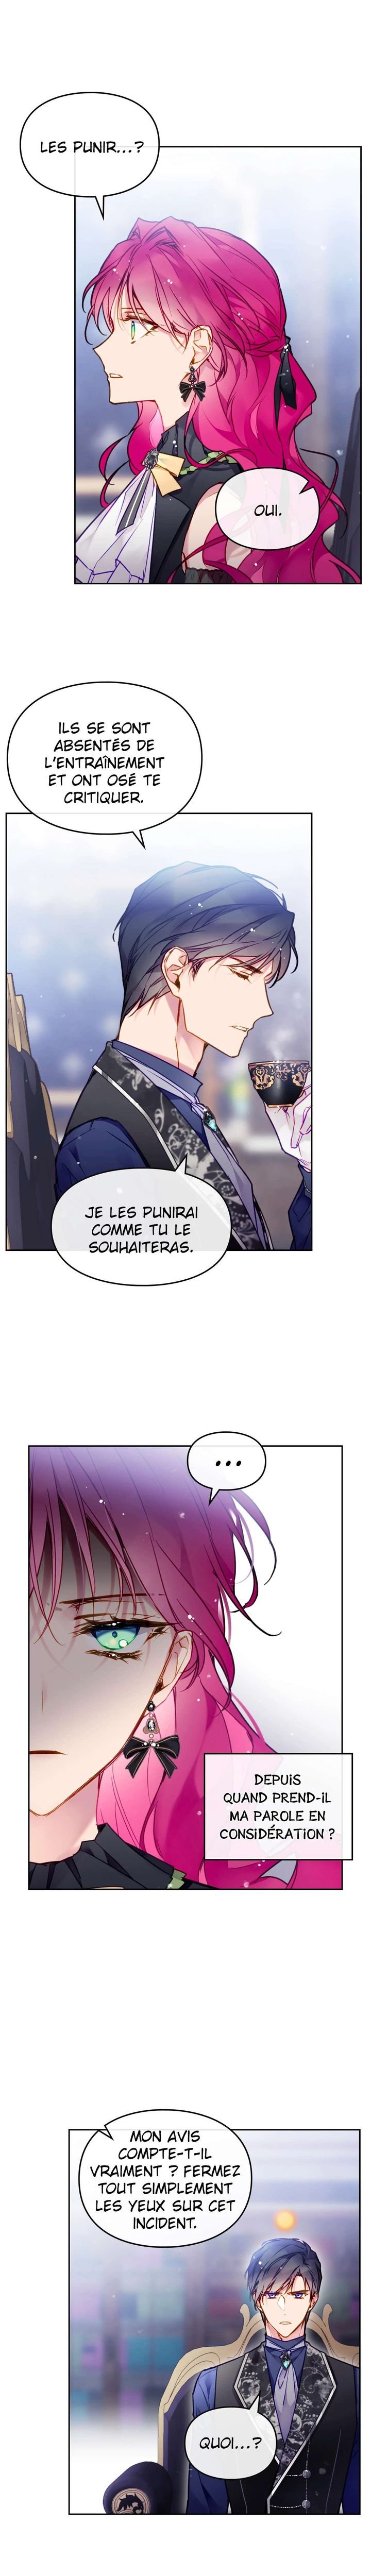 LES PUNIR...?
OUI.
ILS SE SONT
ABSENTÉS DE
L'ENTRAÎNEMENT
ET ONT OSÉ TE
CRITIQUER.
JE LES PUNIRAI
COMME TU LE
SOUHAITERAS.
...
DEPUIS
QUAND PREND-IL
MA PAROLE EN
CONSIDÉRATION ?
MON AVIS
COMPTE-T-IL
VRAIMENT ? FERMEZ
TOUT SIMPLEMENT
LES YEUX SUR CET
INCIDENT.
QUOI...?